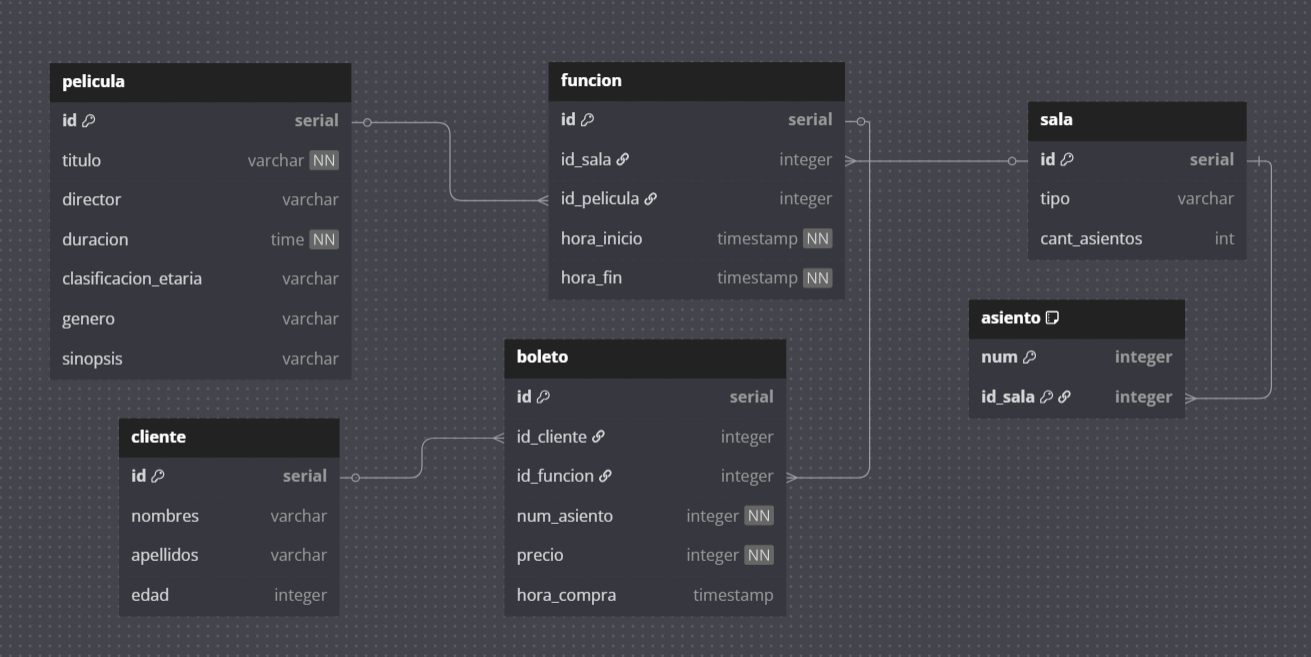 pelicula
id serial
titulo varchar NN
director varchar
duracion time NN
clasificacion_etaria varchar
genero varchar
sinopsis varchar
funcion
id serial
id_sala integer
id_pelicula integer
hora_inicio timestamp NN
hora_fin timestamp NN
sala
id serial
tipo varchar
cant_asientos int
asiento
num integer
id_sala integer
boleto
id serial
id_cliente integer
id_funcion integer
num_asiento integer NN
precio integer NN
hora_compra timestamp
cliente
id serial
nombres varchar
apellidos varchar
edad integer